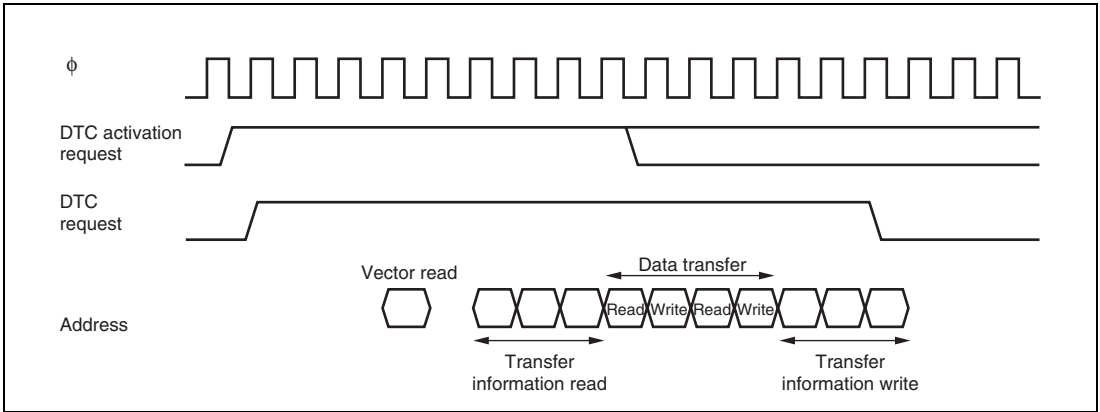 ϕ
DTC activation
request
DTC
request
Vector read
Data transfer
Address
Read Write Read Write
Transfer
information read
Transfer
information write